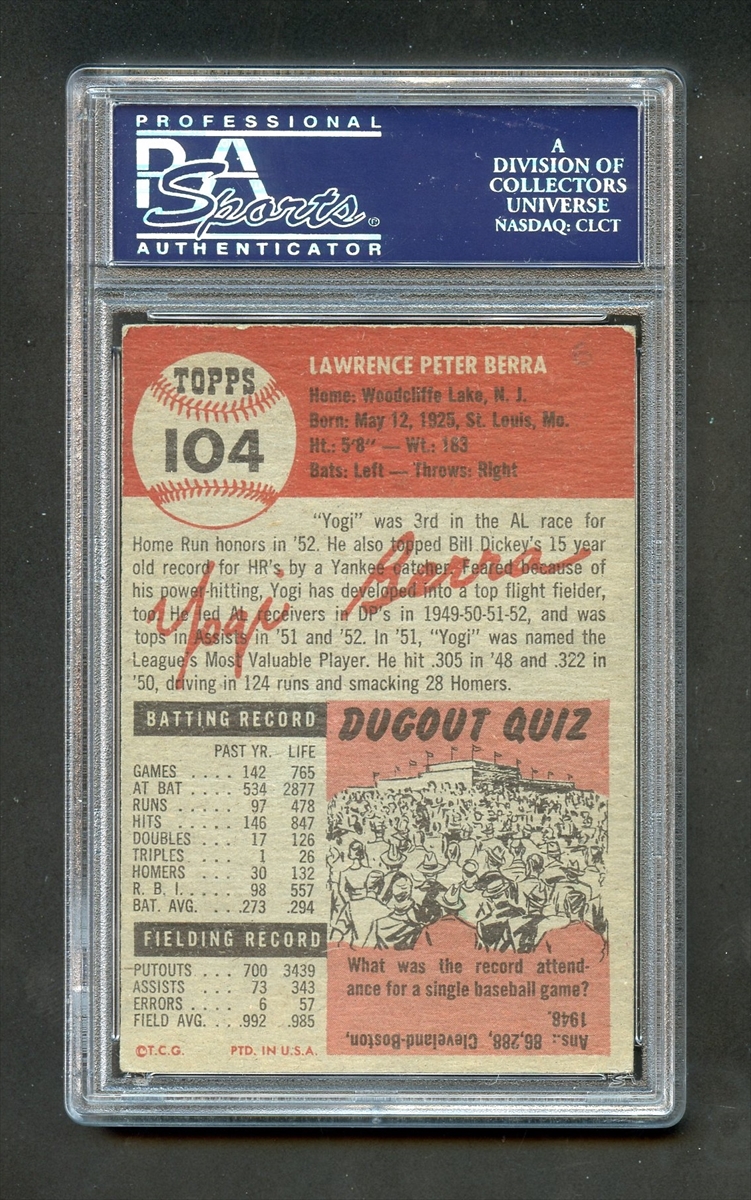 PROFESSIONAL
PSA
Sports®
AUTHENTICATOR
A
DIVISION OF
COLLECTORS
UNIVERSE
NASDAQ: CLCT
TOPPS
104
LAWRENCE PETER BERRA
Home: Woodcliffe Lake, N. J.
Born: May 12, 1925, St. Louis, Mo.
Ht.: 5'8" — Wt.: 183
Bats: Left — Throws: Right
"Yogi" was 3rd in the AL race for
Home Run honors in '52. He also topped Bill Dickey's 15 year
old record for HR's by a Yankee catcher. Feared because of
his power-hitting, Yogi has developed into a top flight fielder,
too. He led AL receivers in DP's in 1949-50-51-52, and was
tops in Assists in '51 and '52. In '51, "Yogi" was named the
League's Most Valuable Player. He hit .305 in '48 and .322 in
'50, driving in 124 runs and smacking 28 Homers.
Yogi Berra
BATTING RECORD
PAST YR. LIFE
GAMES .... 142 765
AT BAT .... 534 2877
RUNS .... 97 478
HITS .... 146 847
DOUBLES ... 17 126
TRIPLES ... 1 26
HOMERS ... 30 132
R. B. I. .... 98 557
BAT. AVG. ... .273 .294
FIELDING RECORD
PUTOUTS ... 700 3439
ASSISTS ... 73 343
ERRORS .... 6 57
FIELD AVG. ... .992 .985
©T.C.G. PTD. IN U.S.A.
DUGOUT QUIZ
What was the record attend-
ance for a single baseball game?
Ans.: 86,288, Cleveland-Boston,
1948.